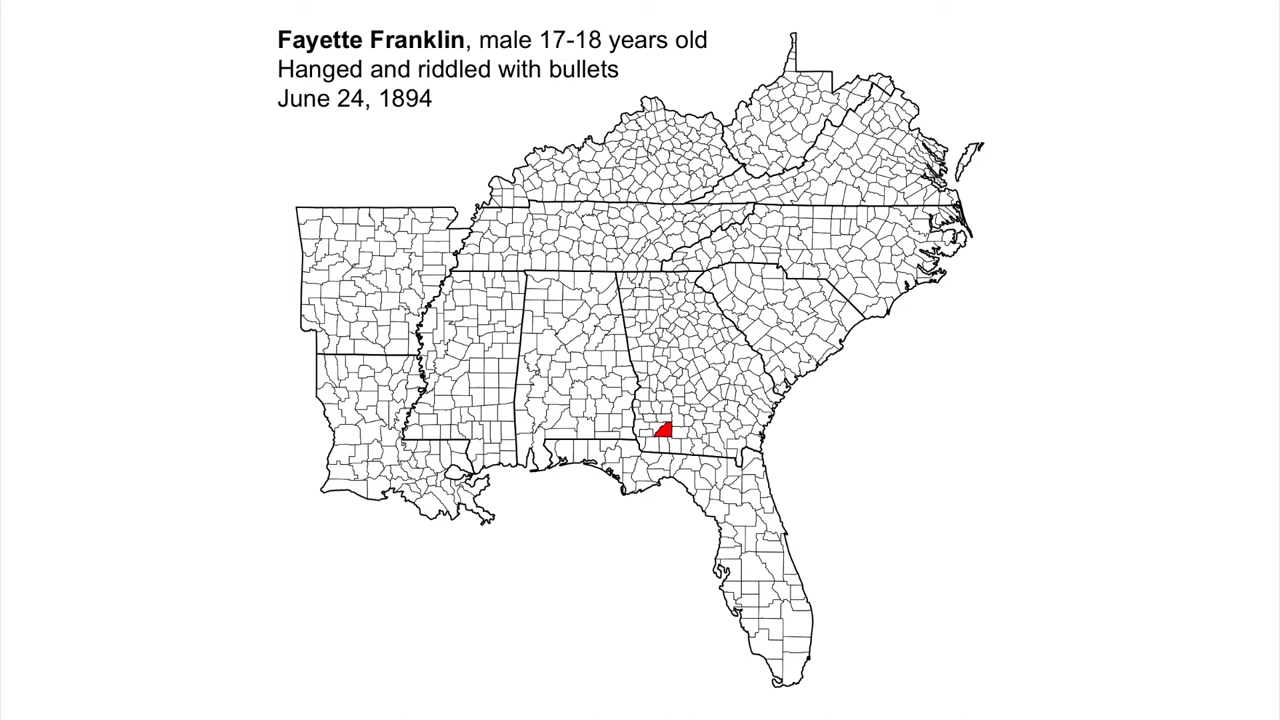 Fayette Franklin, male 17-18 years old
Hanged and riddled with bullets
June 24, 1894